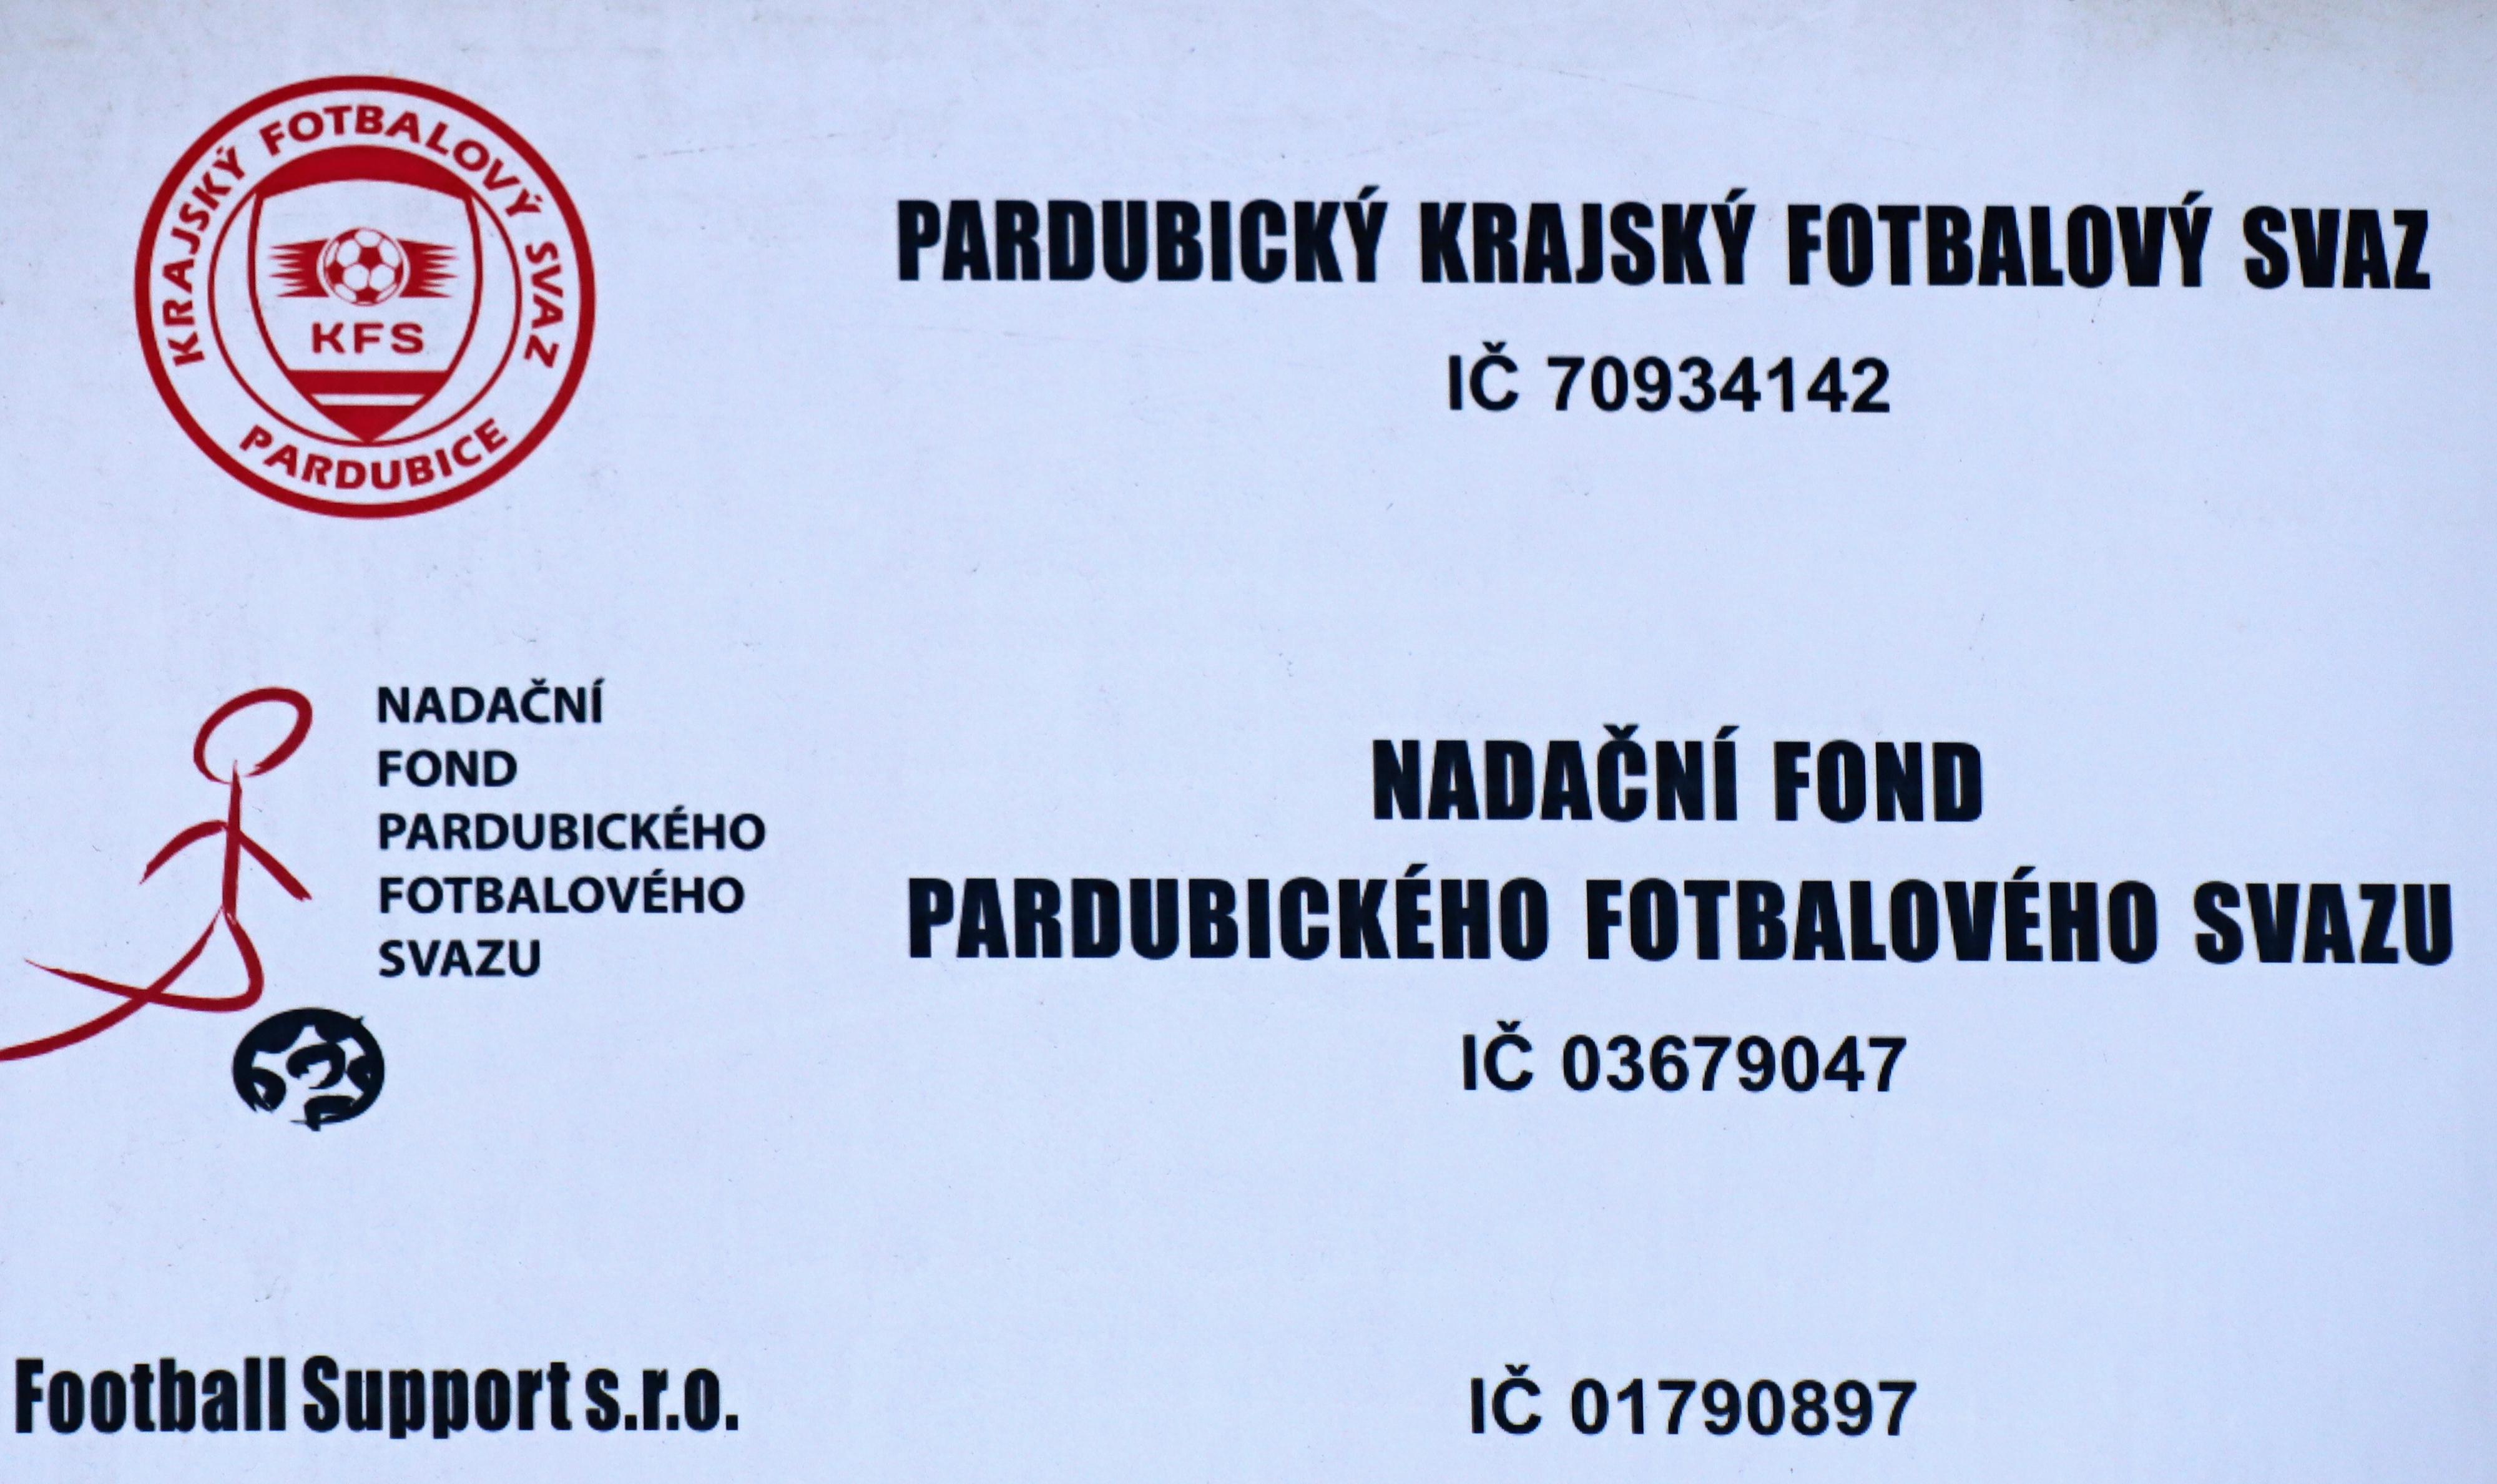 KRAJSKÝ FOTBALOVÝ SVAZ
KFS
PARDUBICE
PARDUBICKÝ KRAJSKÝ FOTBALOVÝ SVAZ
IČ 70934142
NADAČNÍ
FOND
PARDUBICKÉHO
FOTBALOVÉHO
SVAZU
NADAČNÍ FOND
PARDUBICKÉHO FOTBALOVÉHO SVAZU
IČ 03679047
Football Support s.r.o.
IČ 01790897